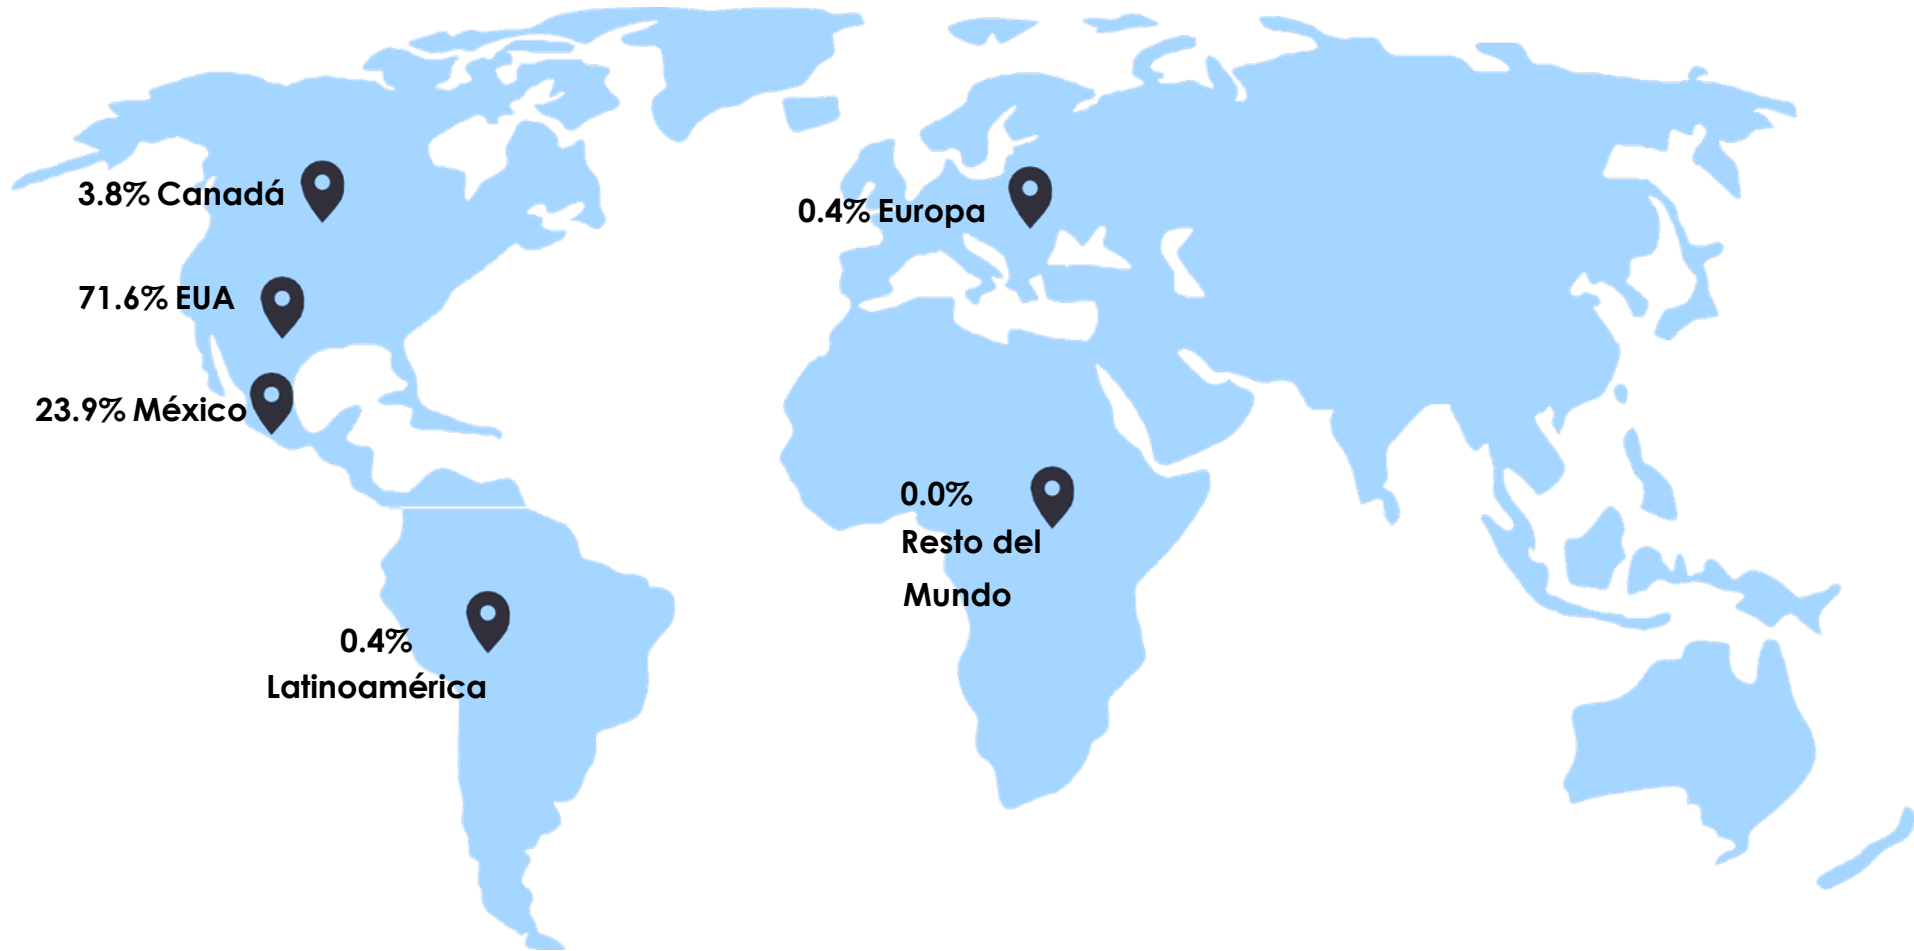 3.8% Canadá
0.4% Europa
71.6% EUA
23.9% México
0.0%
Resto del
Mundo
0.4%
Latinoamérica